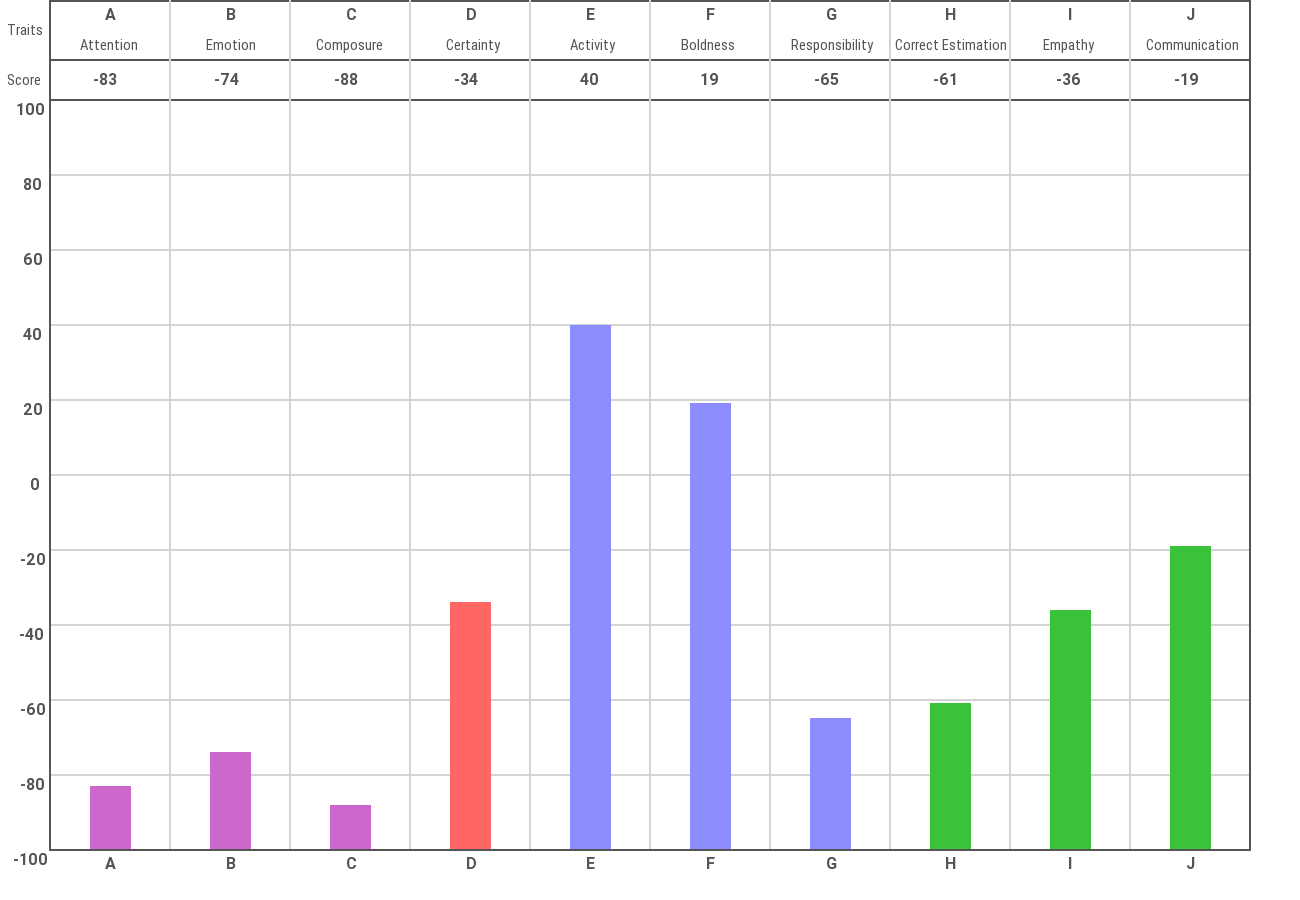 A B C D E F G H I J
Traits
Attention Emotion Composure Certainty Activity Boldness Responsibility Correct Estimation Empathy Communication
Score -83 -74 -88 -34 40 19 -65 -61 -36 -19
100
80
60
40
20
0
-20
-40
-60
-80
-100
A B C D E F G H I J